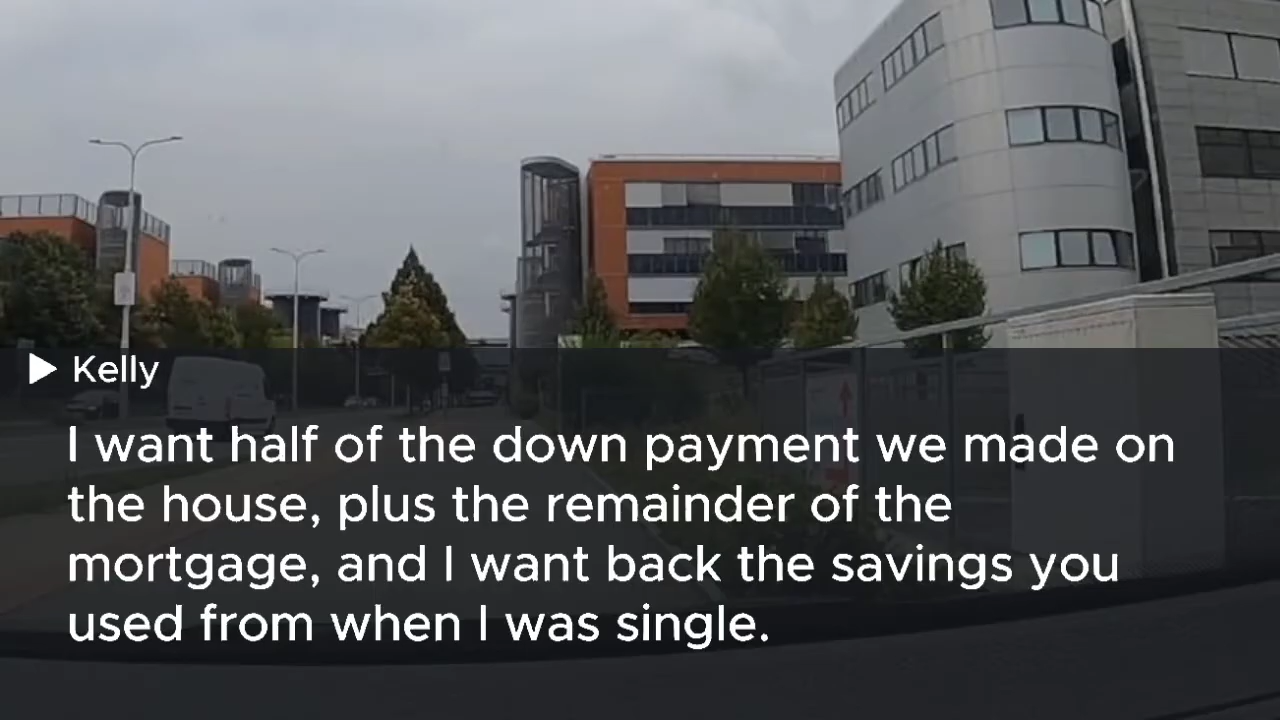 Kelly
I want half of the down payment we made on
the house, plus the remainder of the
mortgage, and I want back the savings you
used from when I was single.